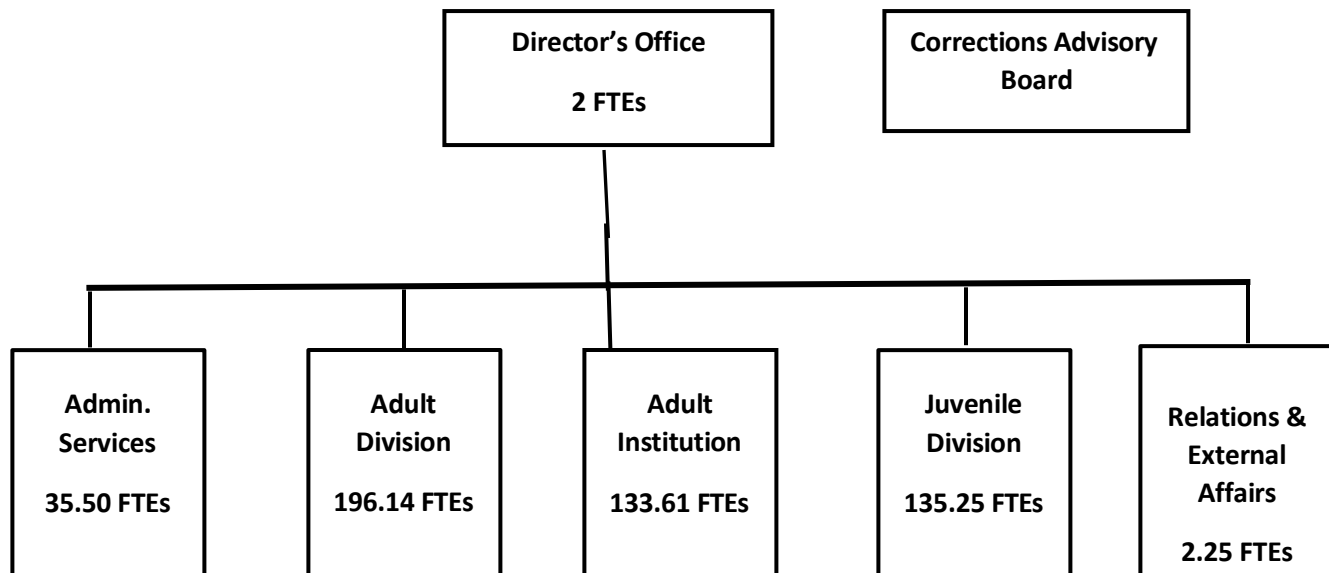 Director’s Office
2 FTEs
Corrections Advisory
Board
Admin.
Services
35.50 FTEs
Adult
Division
196.14 FTEs
Adult
Institution
133.61 FTEs
Juvenile
Division
135.25 FTEs
Relations &
External
Affairs
2.25 FTEs